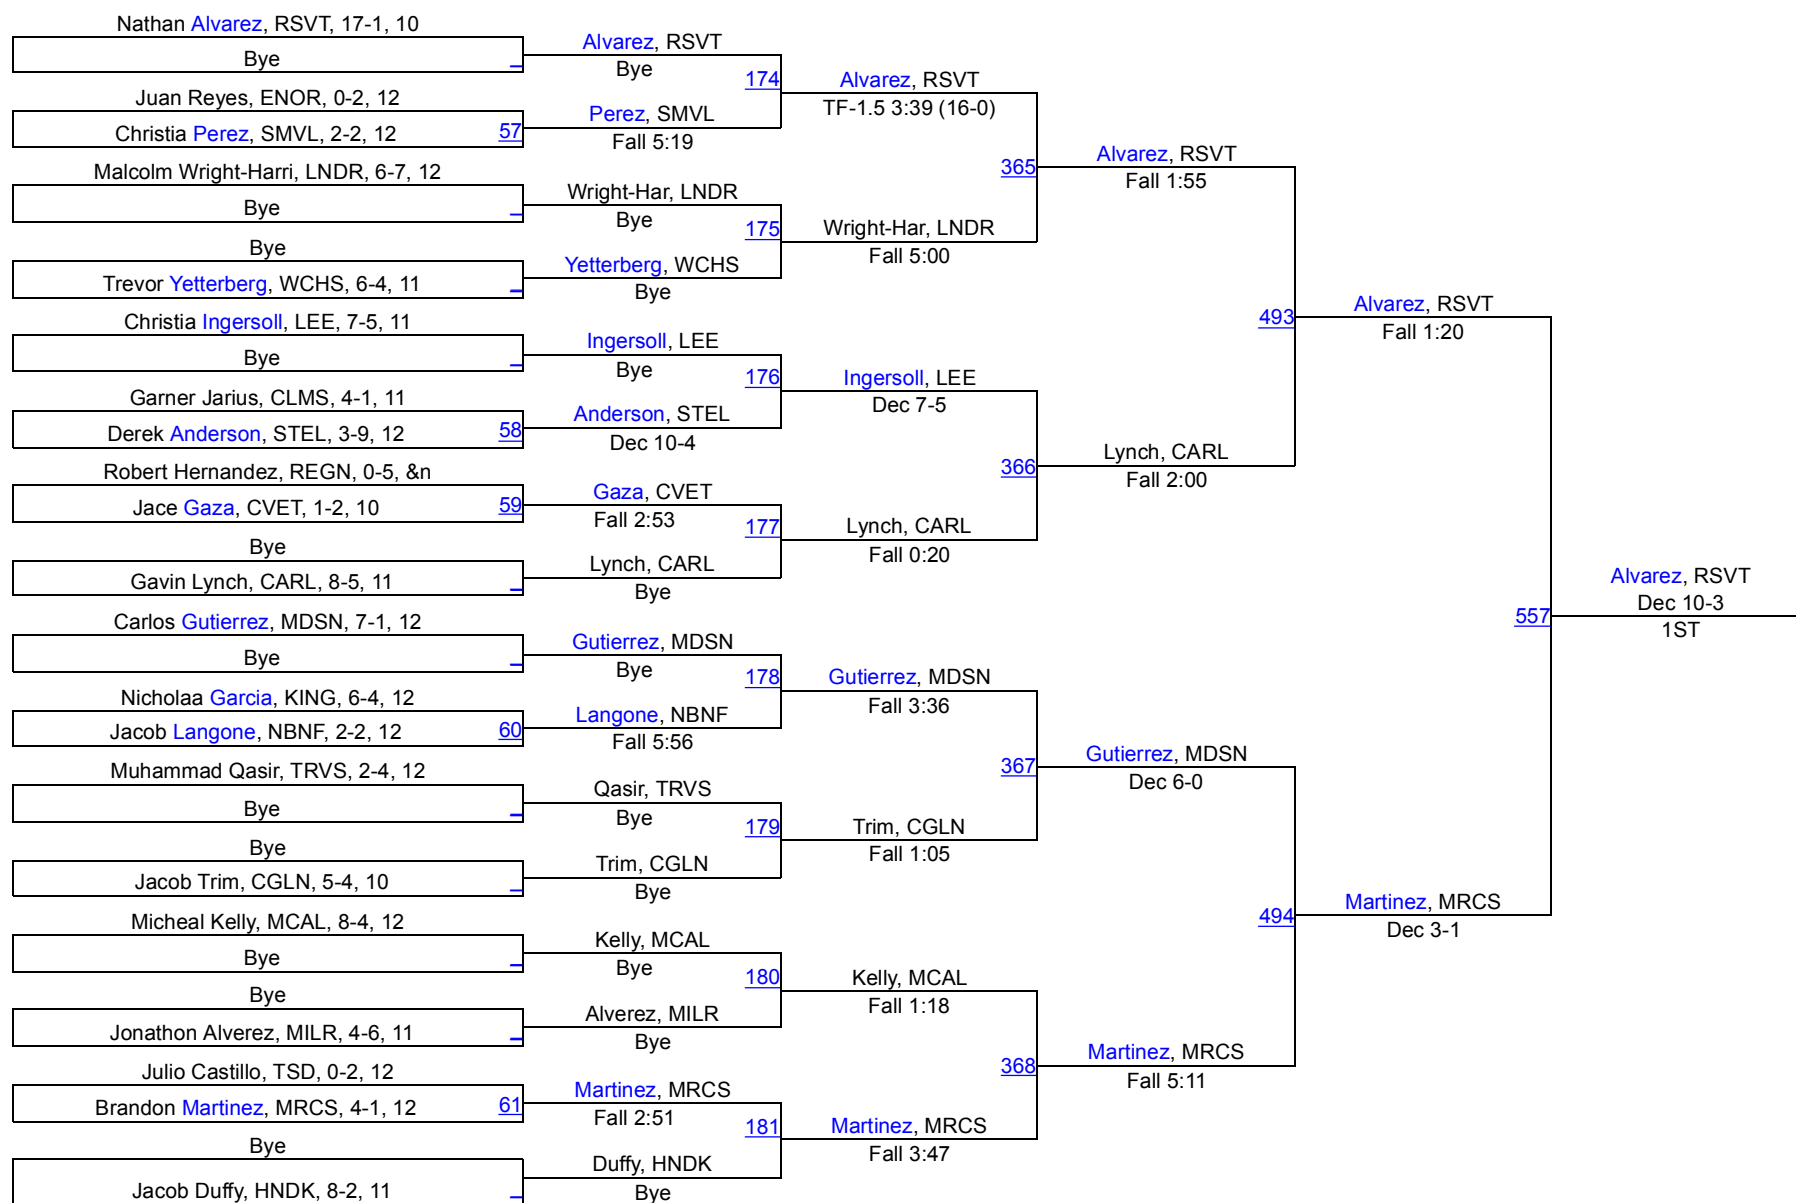 Nathan Alvarez, RSVT, 17-1, 10
Bye
Juan Reyes, ENOR, 0-2, 12
Christia Perez, SMVL, 2-2, 12
57
Malcolm Wright-Harri, LNDR, 6-7, 12
Bye
Bye
Trevor Yetterberg, WCHS, 6-4, 11
Christia Ingersoll, LEE, 7-5, 11
Bye
Garner Jarius, CLMS, 4-1, 11
Derek Anderson, STEL, 3-9, 12
58
Robert Hernandez, REGN, 0-5, &n
Jace Gaza, CVET, 1-2, 10
59
Bye
Gavin Lynch, CARL, 8-5, 11
Carlos Gutierrez, MDSN, 7-1, 12
Bye
Nicholaa Garcia, KING, 6-4, 12
Jacob Langone, NBNF, 2-2, 12
60
Muhammad Qasir, TRVS, 2-4, 12
Bye
Bye
Jacob Trim, CGLN, 5-4, 10
Micheal Kelly, MCAL, 8-4, 12
Bye
Bye
Jonathon Alverez, MILR, 4-6, 11
Julio Castillo, TSD, 0-2, 12
Brandon Martinez, MRCS, 4-1, 12
61
Bye
Jacob Duffy, HNDK, 8-2, 11
Alvarez, RSVT
Bye
174
Perez, SMVL
Fall 5:19
Wright-Har, LNDR
Bye
175
Yetterberg, WCHS
Bye
Ingersoll, LEE
Bye
176
Anderson, STEL
Dec 10-4
Gaza, CVET
Fall 2:53
177
Lynch, CARL
Bye
Gutierrez, MDSN
Bye
178
Langone, NBNF
Fall 5:56
Qasir, TRVS
Bye
179
Trim, CGLN
Bye
Kelly, MCAL
Bye
180
Alverez, MILR
Bye
Martinez, MRCS
Fall 2:51
181
Duffy, HNDK
Bye
Alvarez, RSVT
TF-1.5 3:39 (16-0)
365
Wright-Har, LNDR
Fall 5:00
Ingersoll, LEE
Dec 7-5
366
Lynch, CARL
Fall 0:20
Gutierrez, MDSN
Fall 3:36
367
Trim, CGLN
Fall 1:05
Kelly, MCAL
Fall 1:18
368
Martinez, MRCS
Fall 3:47
Alvarez, RSVT
Fall 1:55
493
Lynch, CARL
Fall 2:00
Gutierrez, MDSN
Dec 6-0
494
Martinez, MRCS
Fall 5:11
Alvarez, RSVT
Fall 1:20
557
Martinez, MRCS
Dec 3-1
Alvarez, RSVT
Dec 10-3
1ST